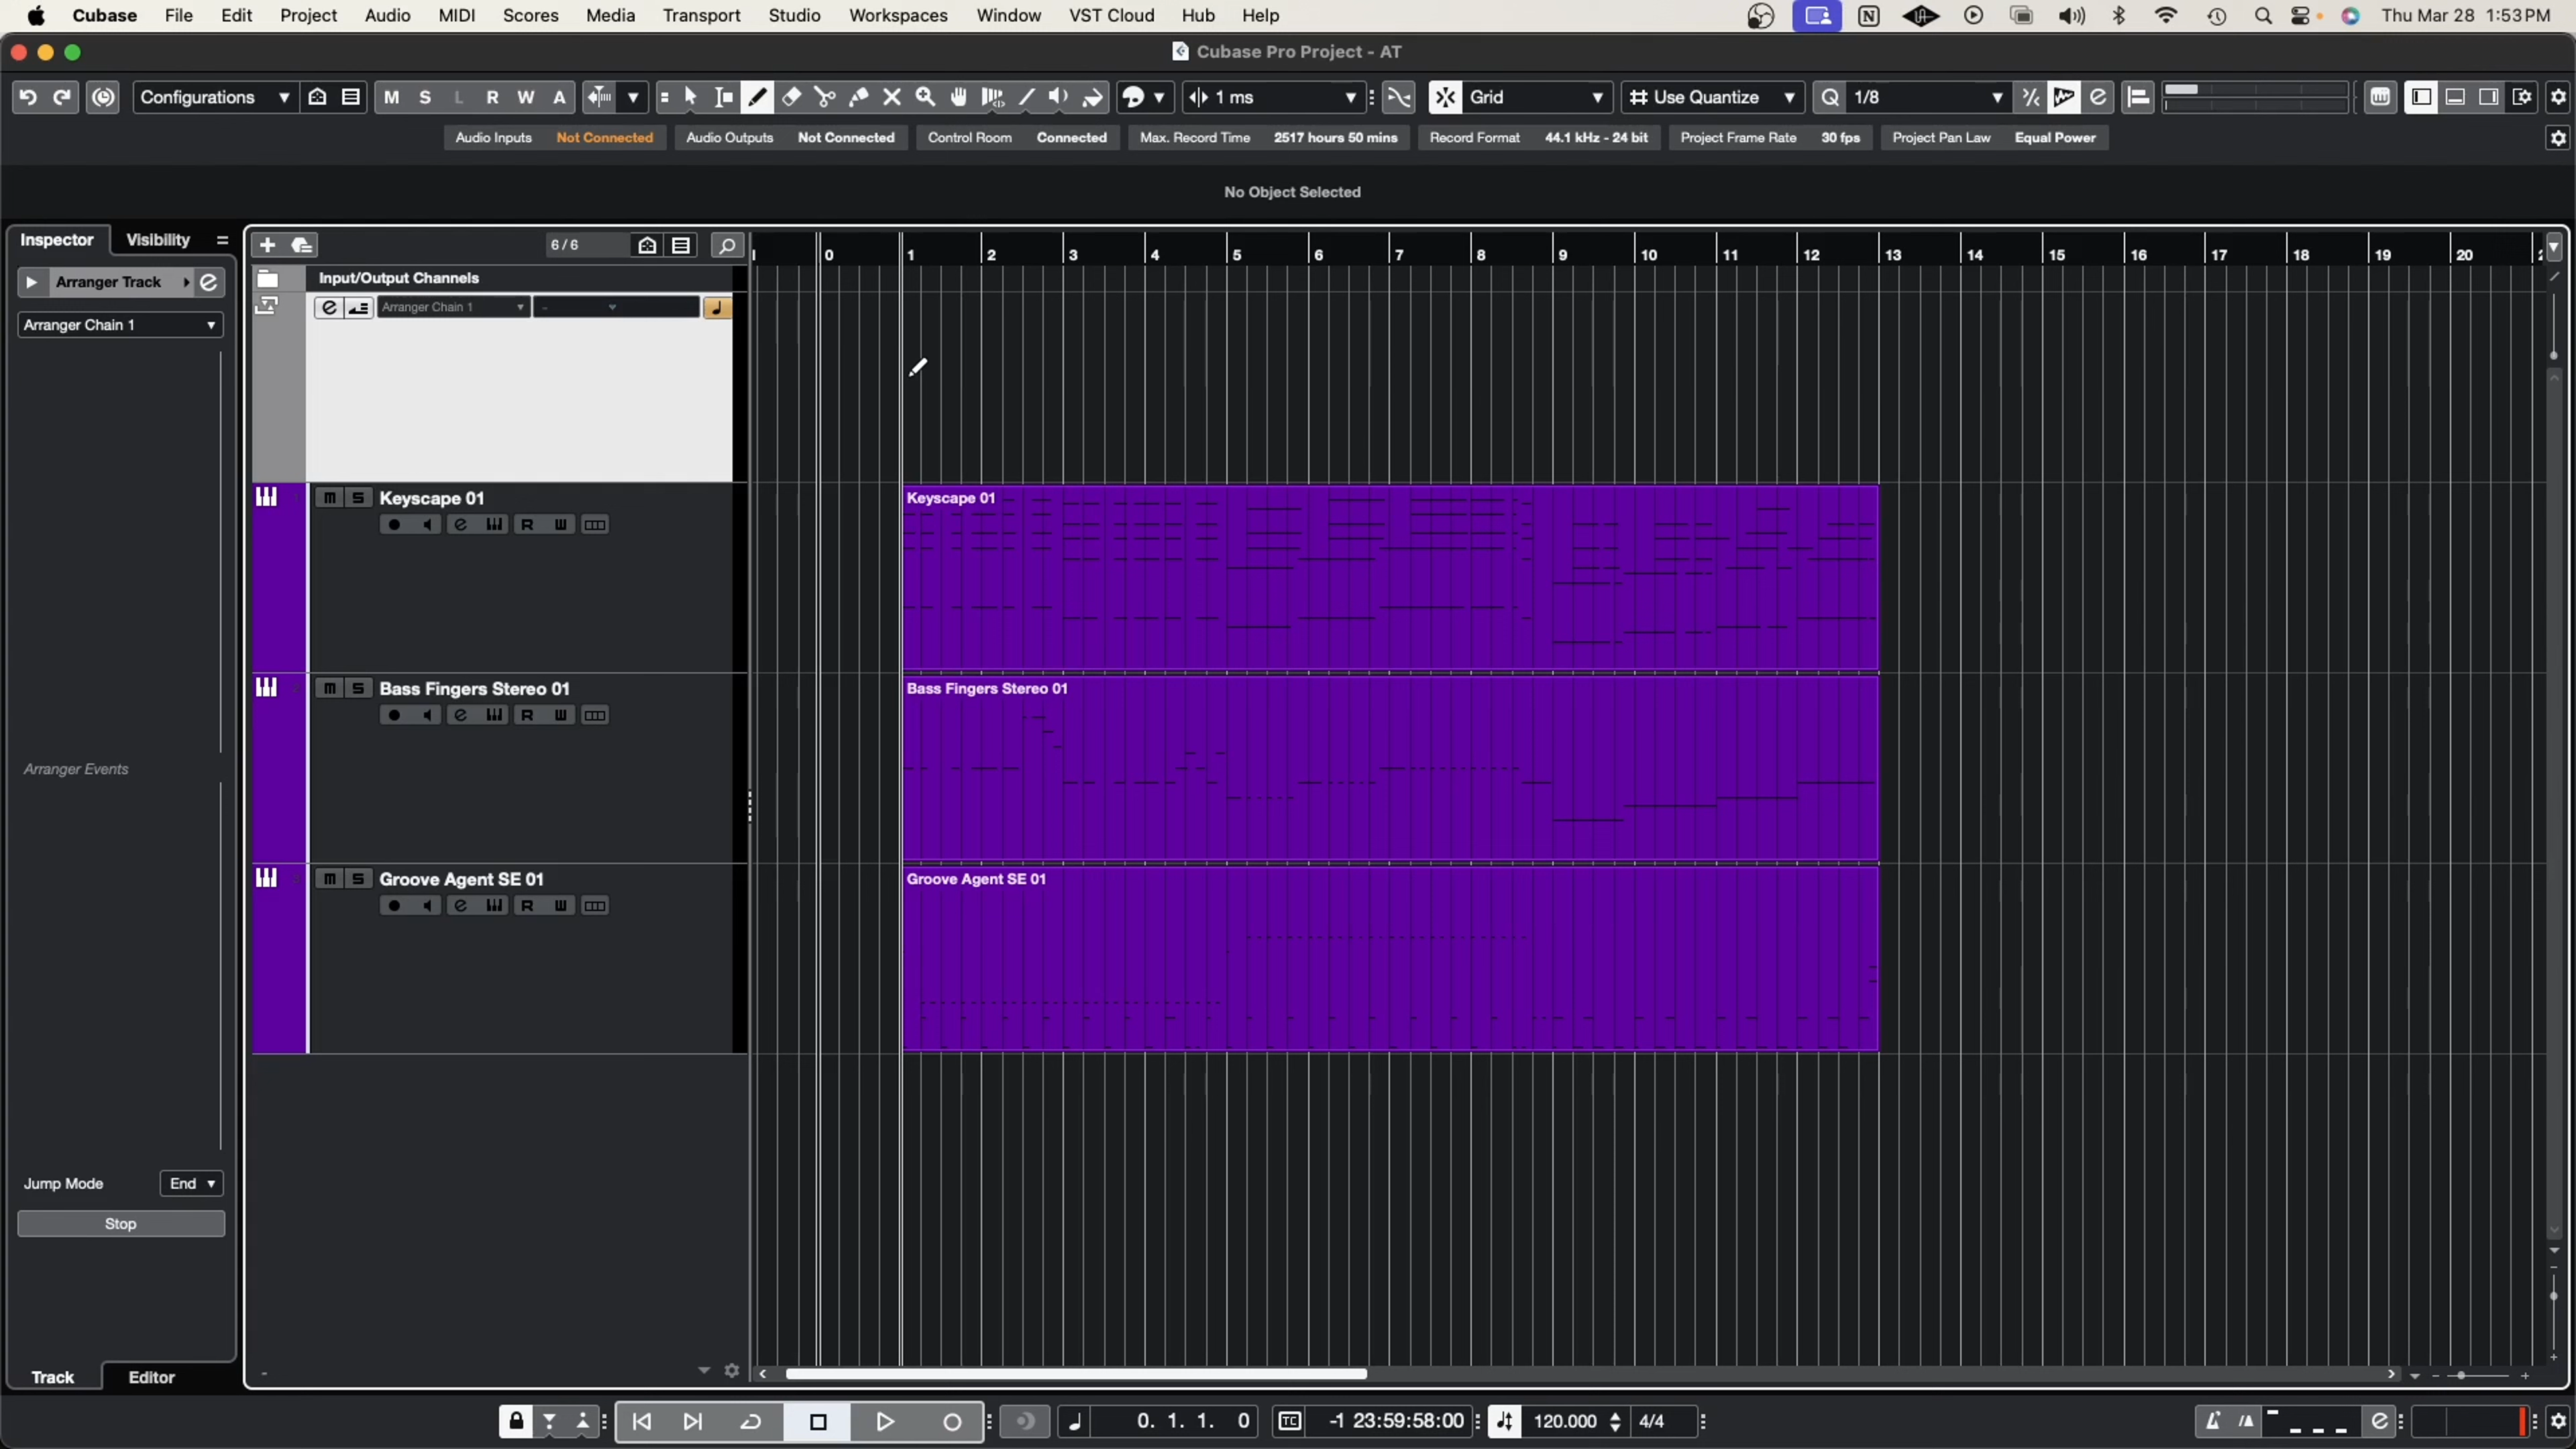 Cubase File Edit Project Audio MIDI Scores Media Transport Studio Workspaces Window VST Cloud Hub Help Thu Mar 28 1:53 PM
Cubase Pro Project - AT
Configurations M S L R W A 1 ms Grid Use Quantize Q 1/8
Audio Inputs Not Connected Audio Outputs Not Connected Control Room Connected Max. Record Time 2517 hours 50 mins Record Format 44.1 kHz - 24 bit Project Frame Rate 30 fps Project Pan Law Equal Power
No Object Selected
Inspector Visibility 6 / 6
0 1 2 3 4 5 6 7 8 9 10 11 12 13 14 15 16 17 18 19 20
Arranger Track
Input/Output Channels
Arranger Chain 1
Arranger Chain 1
m S Keyscape 01
R W
Keyscape 01
m S Bass Fingers Stereo 01
R W
Bass Fingers Stereo 01
Arranger Events
m S Groove Agent SE 01
R W
Groove Agent SE 01
Jump Mode End
Stop
Track Editor
0. 1. 1. 0 TC -1 23:59:58:00 120.000 4/4